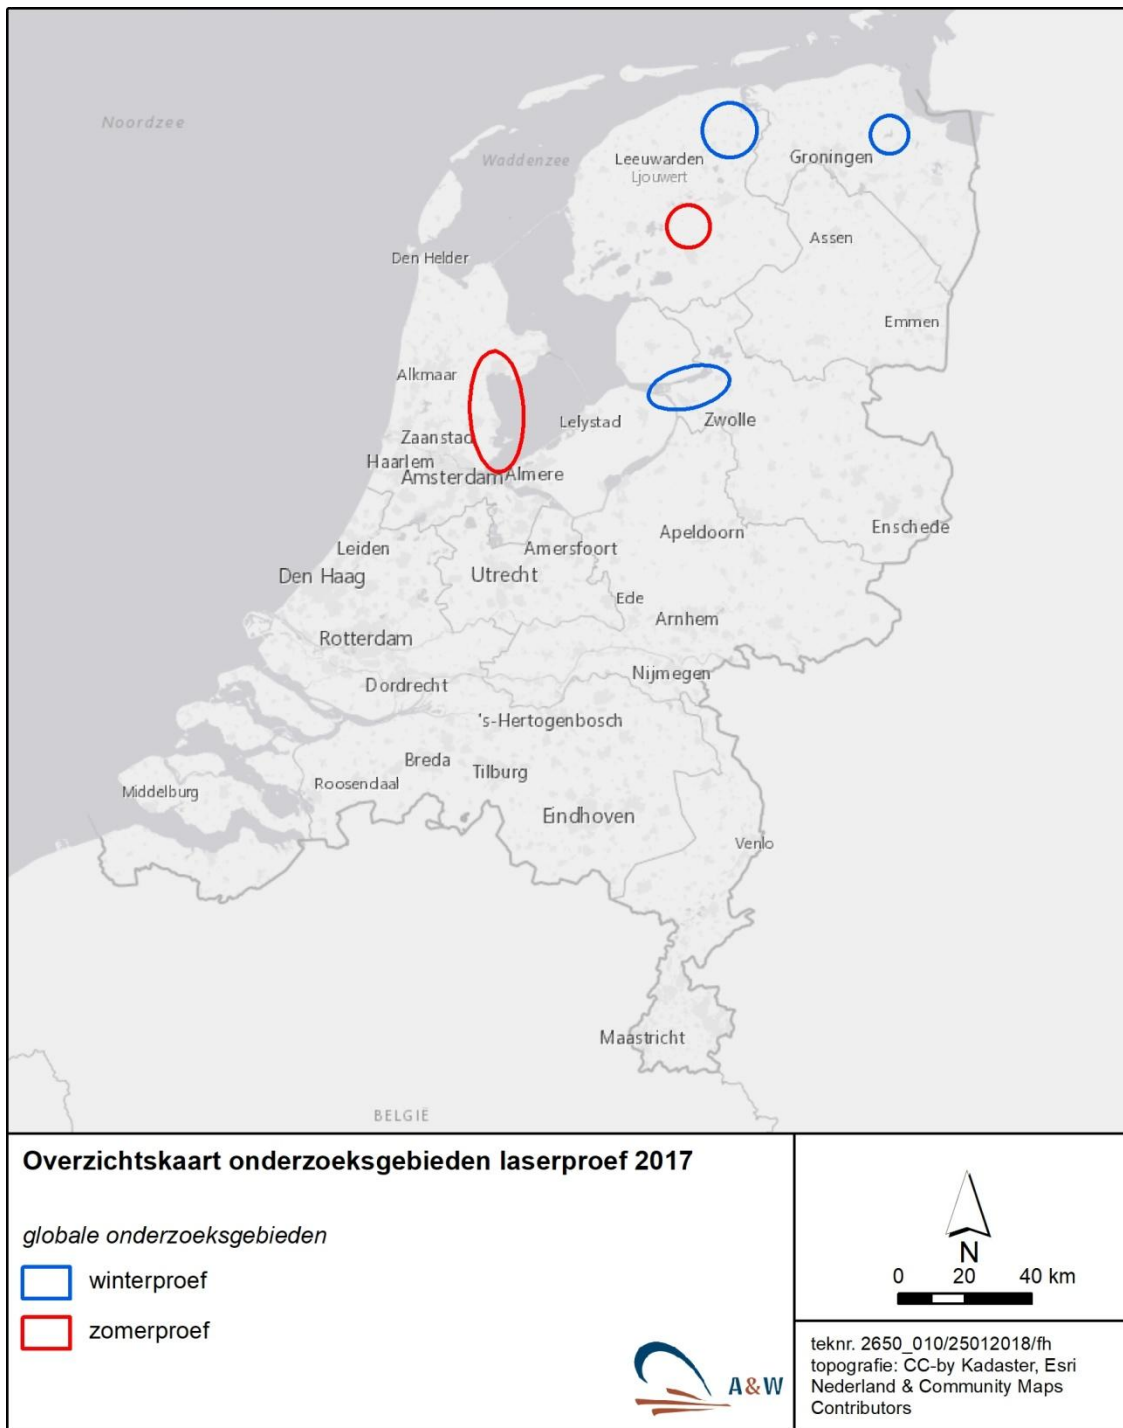 Noordzee
Waddenzee
Leeuwarden
Ljouwert
Groningen
Assen
Den Helder
Emmen
Alkmaar
Lelystad
Zwolle
Zaanstad
Haarlem
Amsterdam
Almere
Enschede
Apeldoorn
Leiden
Amersfoort
Den Haag
Utrecht
Ede
Arnhem
Rotterdam
Nijmegen
Dordrecht
's-Hertogenbosch
Breda
Tilburg
Roosendaal
Middelburg
Eindhoven
Venlo
Maastricht
BELGIË
Overzichtskaart onderzoeksgebieden laserproef 2017
globale onderzoeksgebieden
winterproef
zomerproef
A&W
N
0 20 40 km
teknr. 2650_010/25012018/fh
topografie: CC-by Kadaster, Esri
Nederland & Community Maps
Contributors